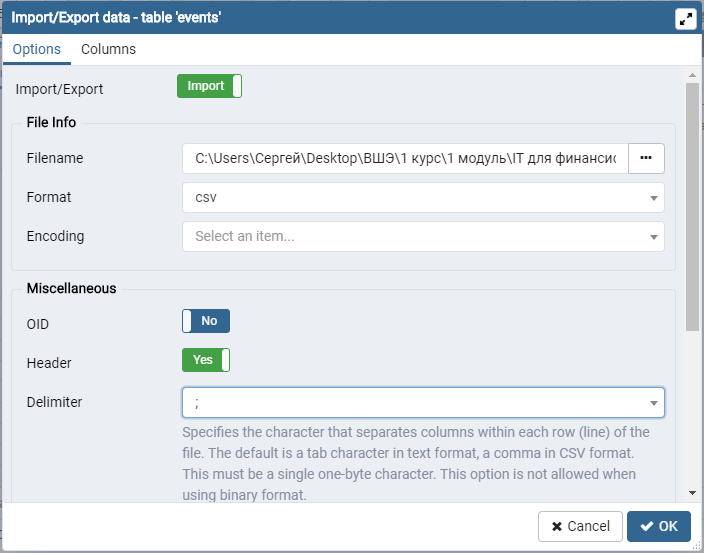 Import/Export data - table 'events'
Options Columns
Import/Export Import
File Info
Filename C:\Users\Сергей\Desktop\ВШЭ\1 курс\1 модуль\IT для финансис ...
Format csv
Encoding Select an item...
Miscellaneous
OID No
Header Yes
Delimiter ;
Specifies the character that separates columns within each row (line) of the
file. The default is a tab character in text format, a comma in CSV format.
This must be a single one-byte character. This option is not allowed when
using binary format.
Cancel OK